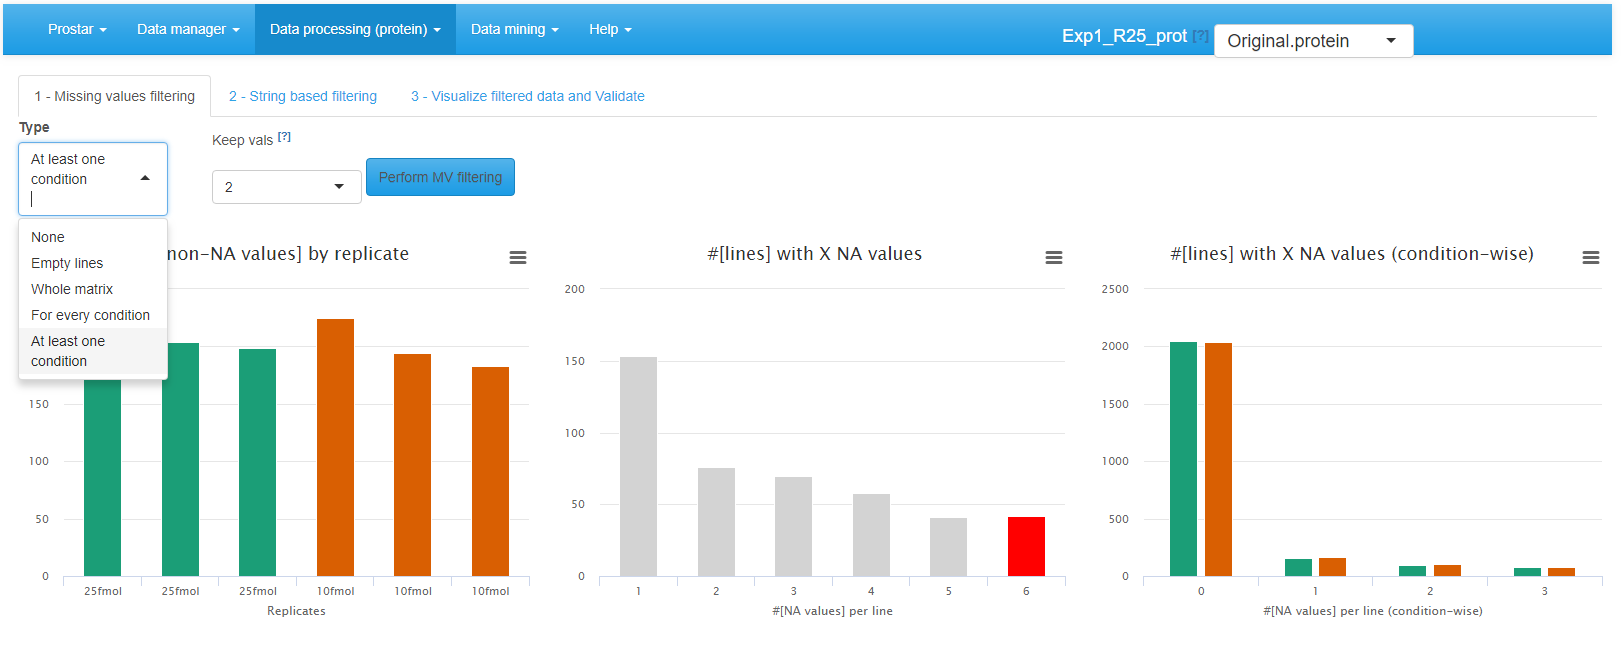 Prostar Data manager Data processing (protein) Data mining Help Exp1_R25_prot [?] Original.protein
1 - Missing values filtering 2 - String based filtering 3 - Visualize filtered data and Validate
Type
At least one
condition
Keep vals [?]
2
Perform MV filtering
None
Empty lines
Whole matrix
For every condition
At least one
condition
non-NA values] by replicate
150
100
50
0
25fmol 25fmol 25fmol 10fmol 10fmol 10fmol
Replicates
#[lines] with X NA values
200
150
100
50
0
1 2 3 4 5 6
#[NA values] per line
#[lines] with X NA values (condition-wise)
2500
2000
1500
1000
500
0
0 1 2 3
#[NA values] per line (condition-wise)